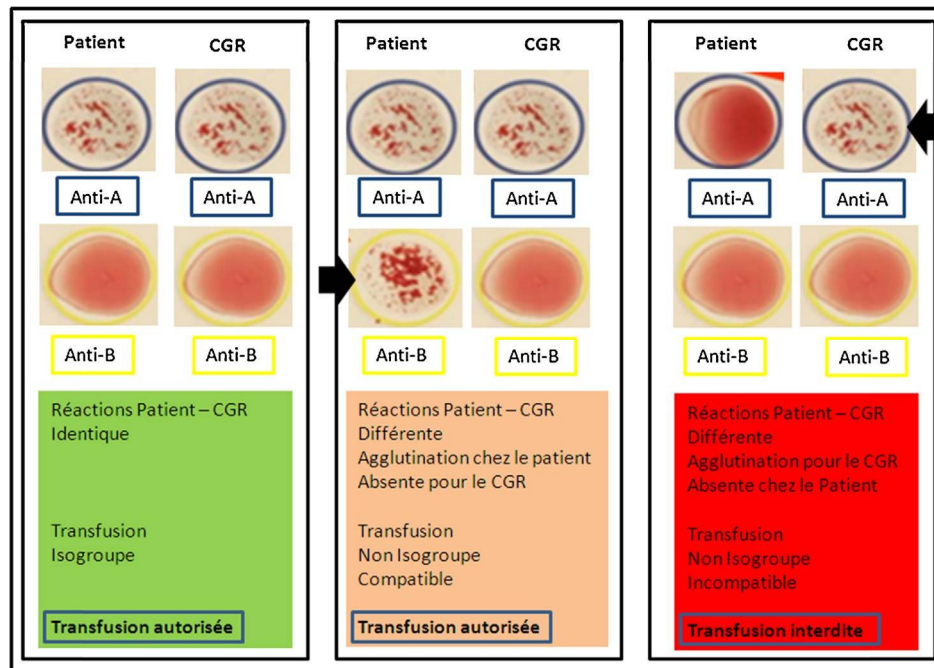 Patient CGR
Anti-A Anti-A
Anti-B Anti-B
Réactions Patient – CGR
Identique
Transfusion
Isogroupe
Transfusion autorisée
Patient CGR
Anti-A Anti-A
Anti-B Anti-B
Réactions Patient – CGR
Différente
Agglutination chez le patient
Absente pour le CGR
Transfusion
Non Isogroupe
Compatible
Transfusion autorisée
Patient CGR
Anti-A Anti-A
Anti-B Anti-B
Réactions Patient – CGR
Différente
Agglutination pour le CGR
Absente chez le Patient
Transfusion
Non Isogroupe
Incompatible
Transfusion interdite